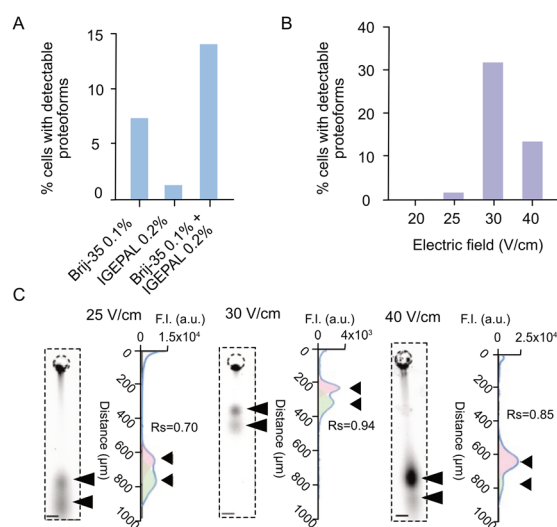 A
% cells with detectable
proteoforms
15
10
5
0
Brij-35 0.1%
IGEPAL 0.2%
Brij-35 0.1% +
IGEPAL 0.2%
B
% cells with detectable
proteoforms
40
30
20
10
0
20 25 30 40
Electric field (V/cm)
C
25 V/cm
F.I. (a.u.)
0 1.5x10⁴
0
200
400
600
800
1000
Distance (μm)
Rs=0.70
30 V/cm
F.I. (a.u.)
0 4x10³
0
200
400
600
800
1000
Distance (μm)
Rs=0.94
40 V/cm
F.I. (a.u.)
0 2.5x10⁴
0
200
400
600
800
1000
Distance (μm)
Rs=0.85